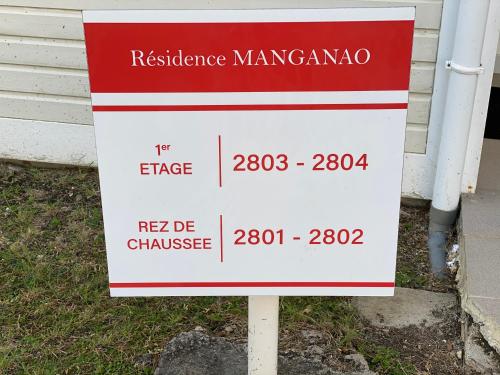 Résidence MANGANAO
1er
ETAGE
2803 - 2804
REZ DE
CHAUSSEE
2801 - 2802